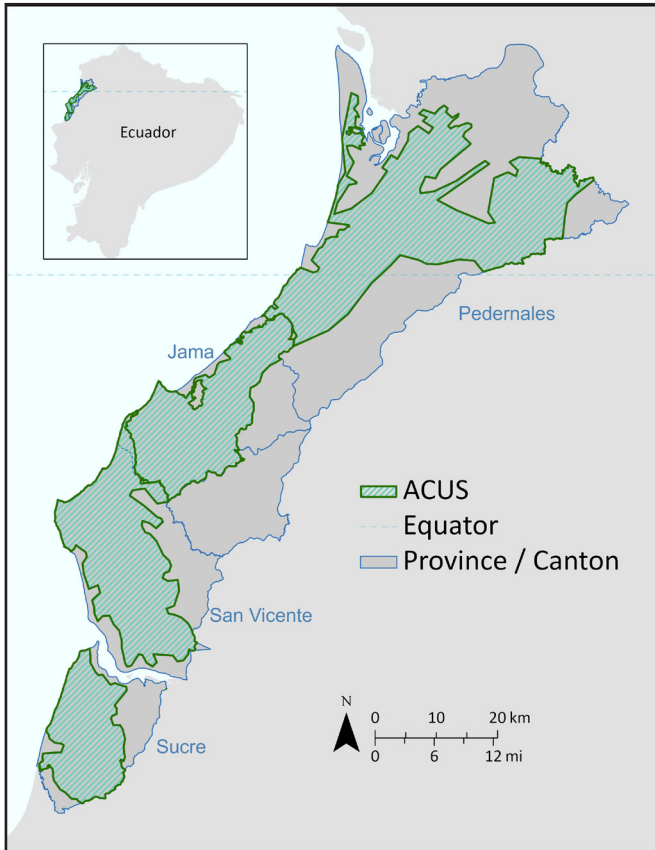 Ecuador
Pedernales
Jama
ACUS
Equator
Province / Canton
San Vicente
Sucre
N
0 10 20 km
0 6 12 mi